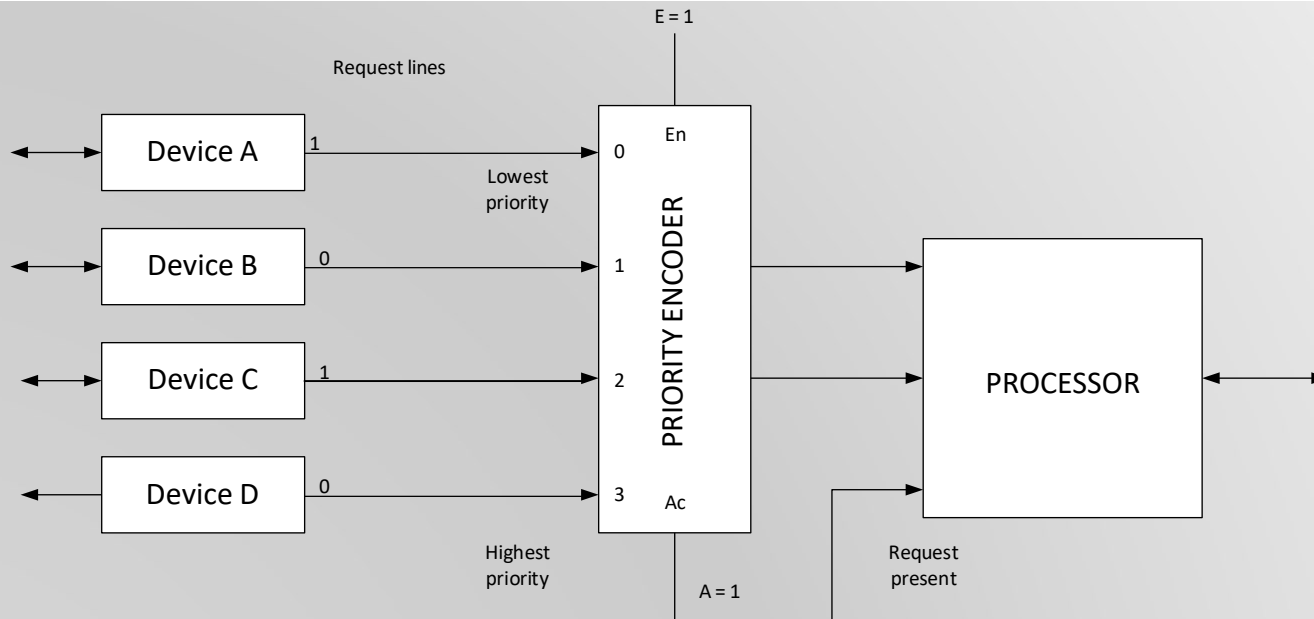 E = 1
Request lines
En
Device A
1
0
Lowest
priority
Device B
0
1
PRIORITY ENCODER
Device C
1
2
PROCESSOR
Device D
0
3
Ac
Highest
priority
Request
present
A = 1